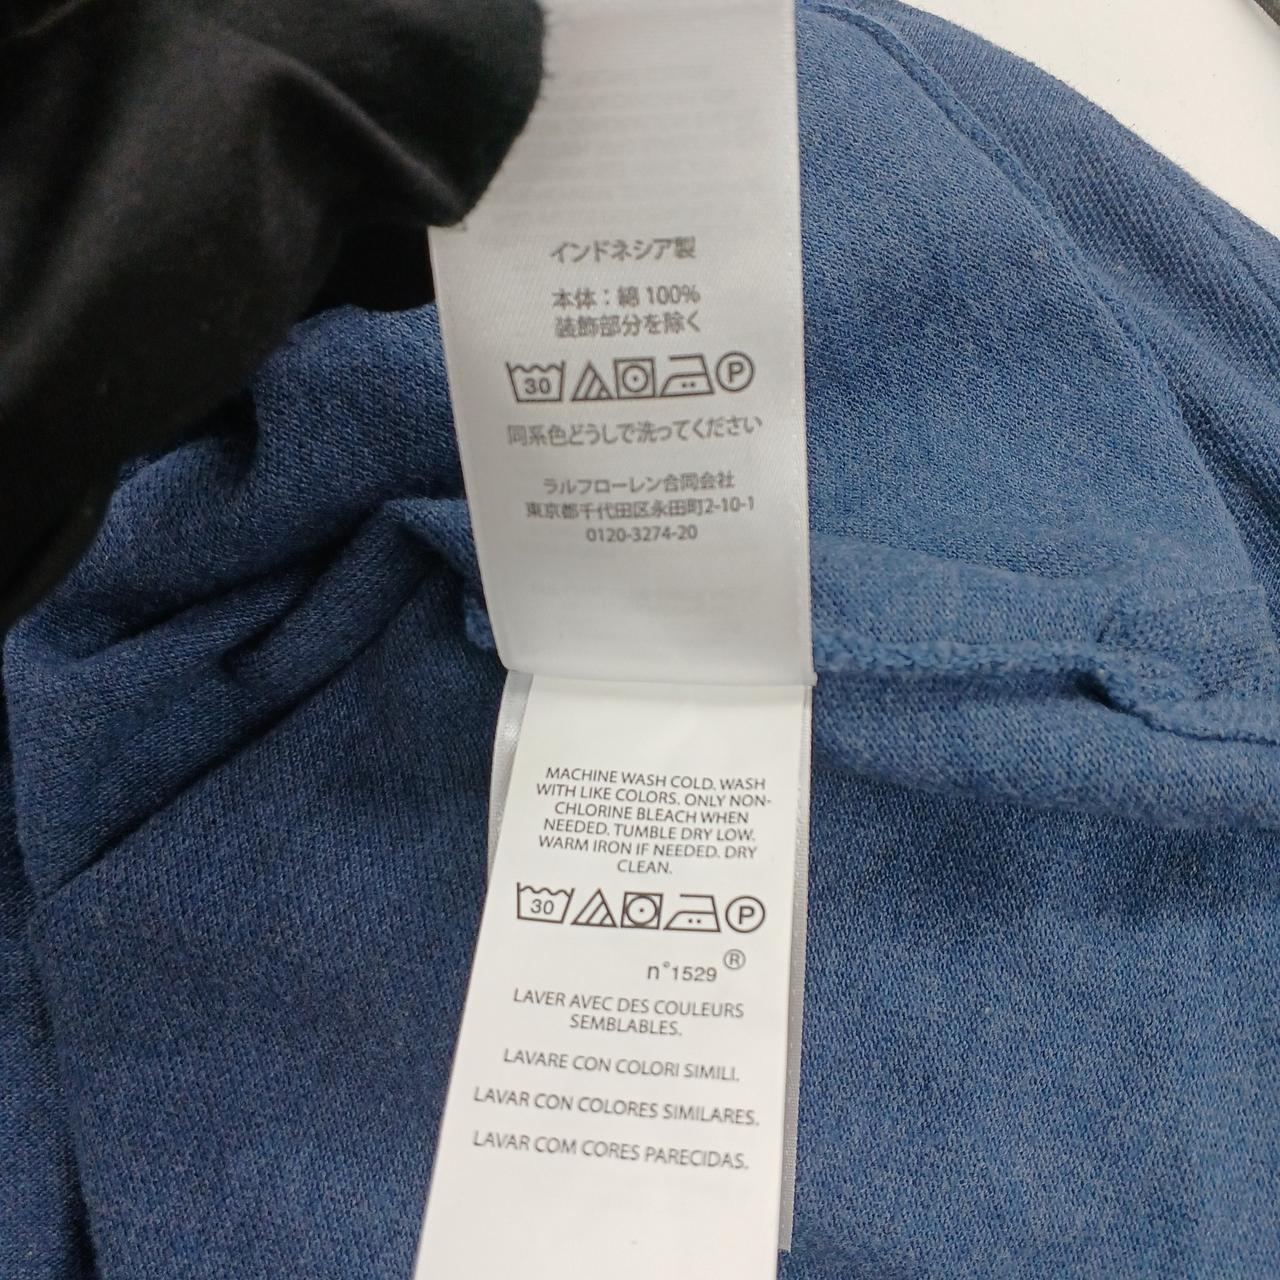 インドネシア製
本体：綿 100%
装飾部分を除く
30 P
同系色どうしで洗ってください
ラルフローレン合同会社
東京都千代田区永田町2-10-1
0120-3274-20
MACHINE WASH COLD. WASH
WITH LIKE COLORS. ONLY NON-
CHLORINE BLEACH WHEN
NEEDED. TUMBLE DRY LOW.
WARM IRON IF NEEDED. DRY
CLEAN.
30 P
n°1529 ®
LAVER AVEC DES COULEURS
SEMBLABLES.
LAVARE CON COLORI SIMILI.
LAVAR CON COLORES SIMILARES.
LAVAR COM CORES PARECIDAS.